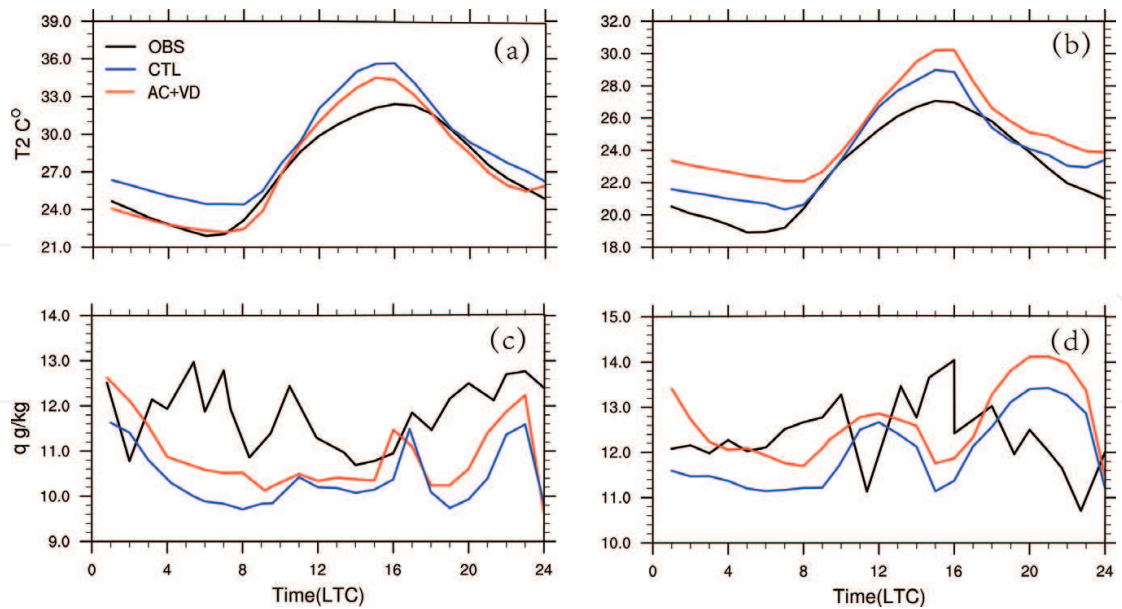 39.0
36.0
33.0
30.0
27.0
24.0
21.0
T2 C°
OBS
CTL
AC+VD
(a)
32.0
30.0
28.0
26.0
24.0
22.0
20.0
18.0
(b)
14.0
13.0
12.0
11.0
10.0
9.0
q g/kg
(c)
0 4 8 12 16 20 24
Time(LTC)
15.0
14.0
13.0
12.0
11.0
10.0
(d)
0 4 8 12 16 20 24
Time(LTC)